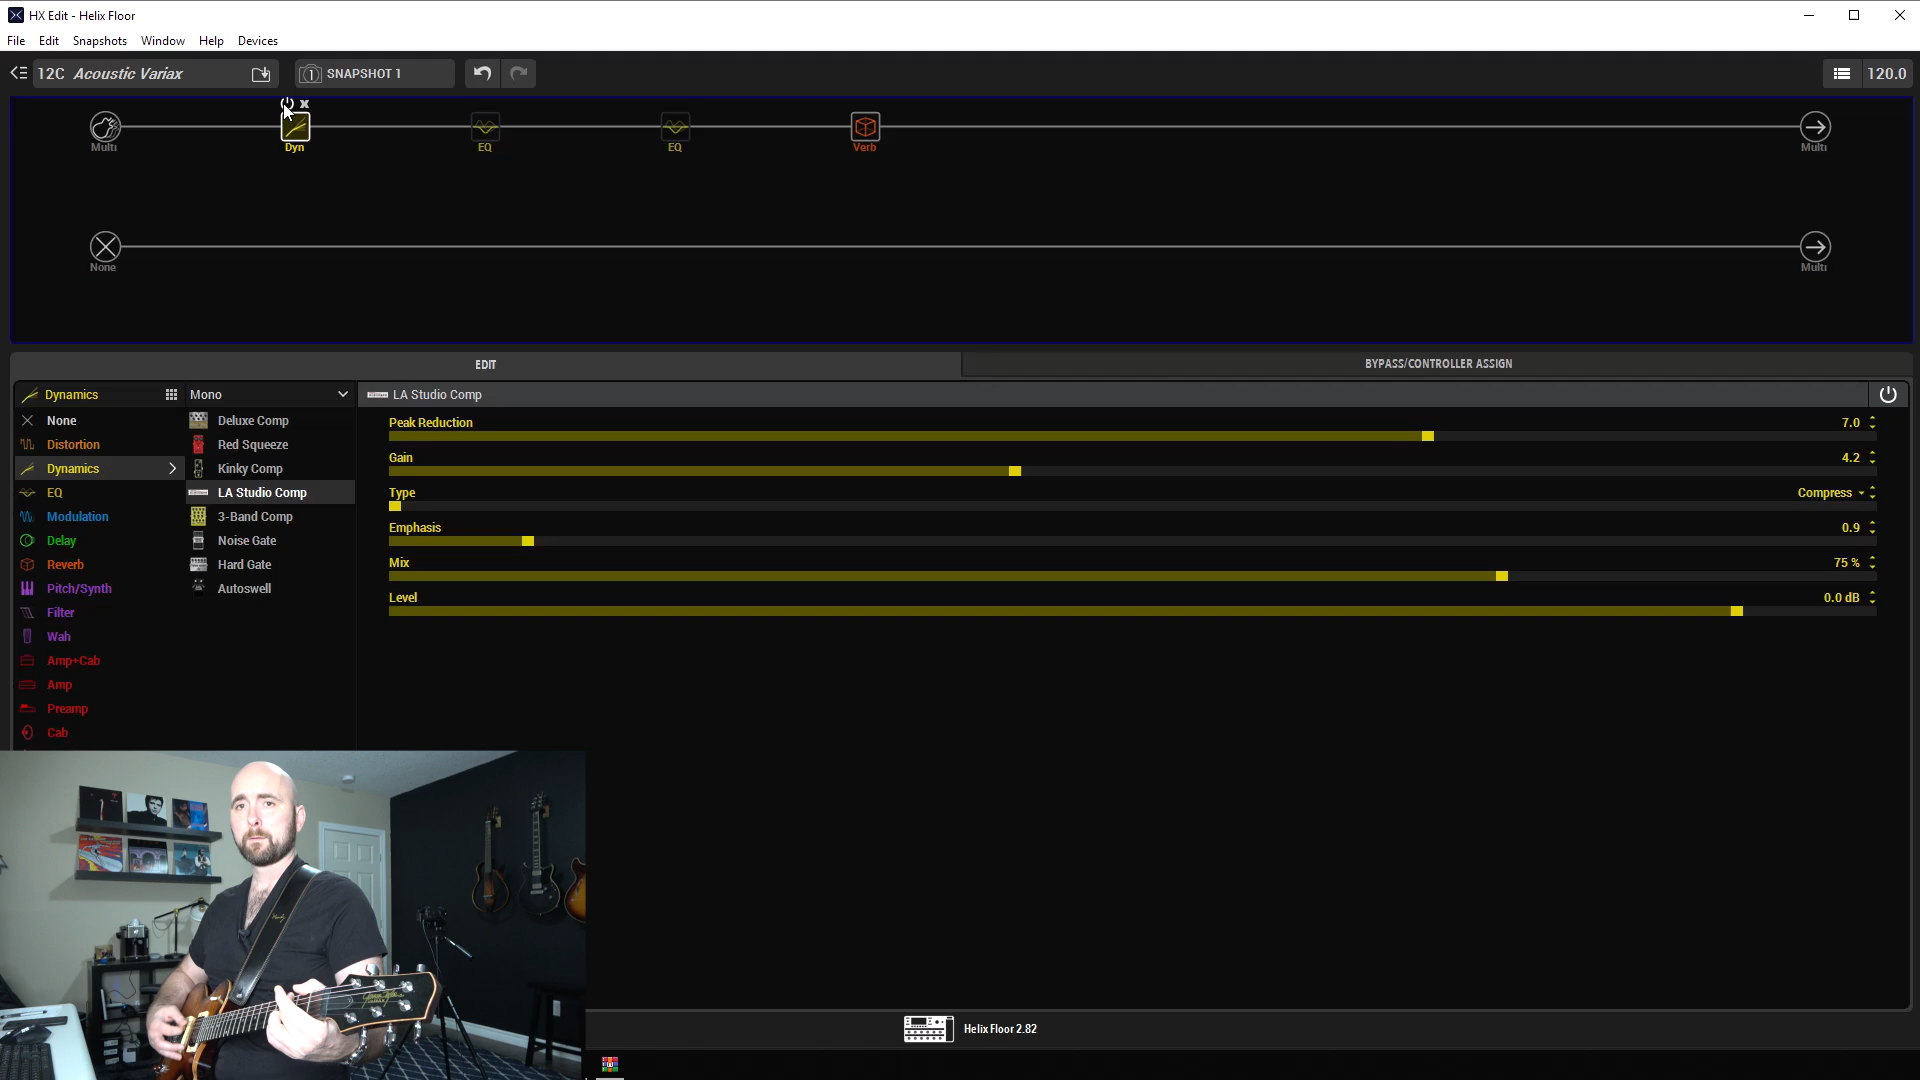 HX Edit - Helix Floor
File Edit Snapshots Window Help Devices
12C Acoustic Variax
1 SNAPSHOT 1
120.0
X
Multi
Dyn
EQ
EQ
Verb
Multi
None
Multi
EDIT
BYPASS/CONTROLLER ASSIGN
Dynamics
Mono
LA Studio Comp
None
Distortion
Dynamics
EQ
Modulation
Delay
Reverb
Pitch/Synth
Filter
Wah
Amp+Cab
Amp
Preamp
Cab
Deluxe Comp
Red Squeeze
Kinky Comp
LA Studio Comp
3-Band Comp
Noise Gate
Hard Gate
Autoswell
Peak Reduction 7.0
Gain 4.2
Type Compress
Emphasis 0.9
Mix 75 %
Level 0.0 dB
Helix Floor 2.82